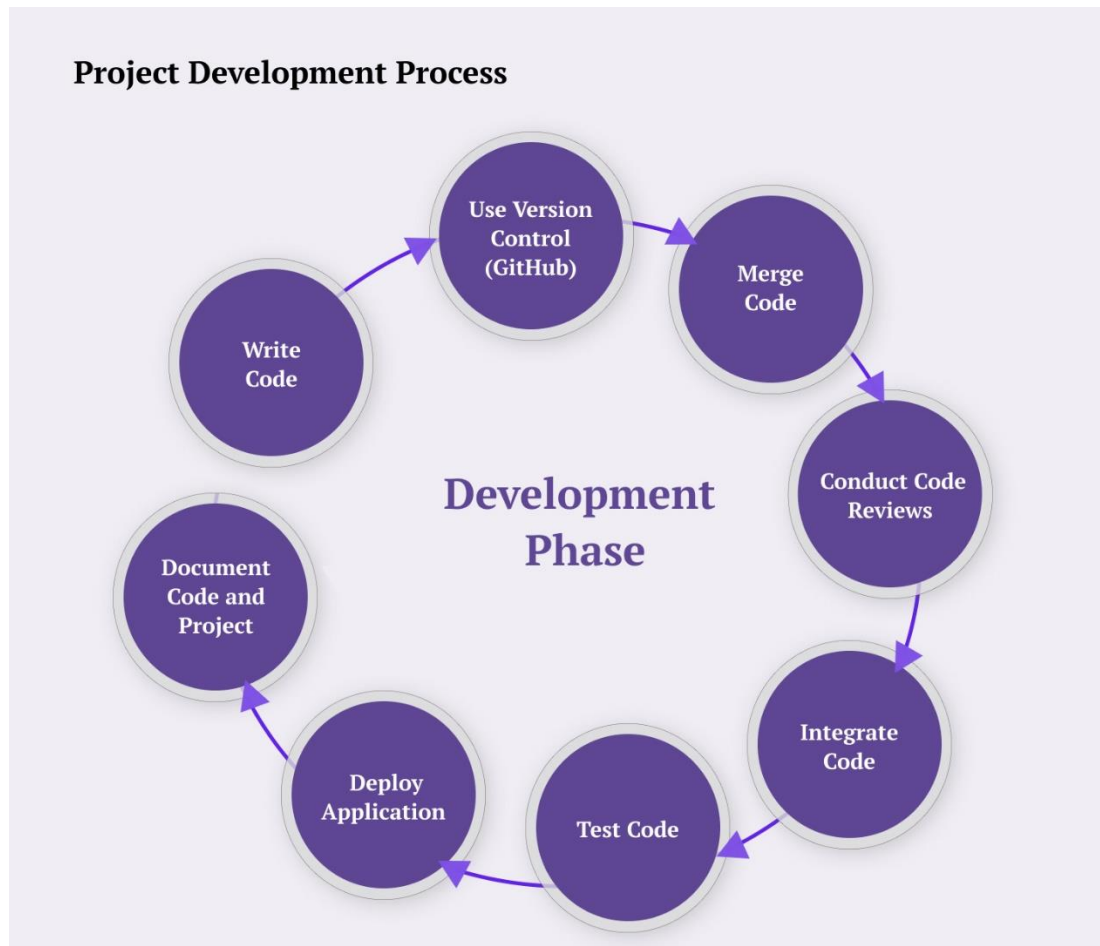 Project Development Process
Use Version
Control
(GitHub)
Merge
Code
Write
Code
Conduct Code
Reviews
Development
Phase
Document
Code and
Project
Integrate
Code
Deploy
Application
Test Code